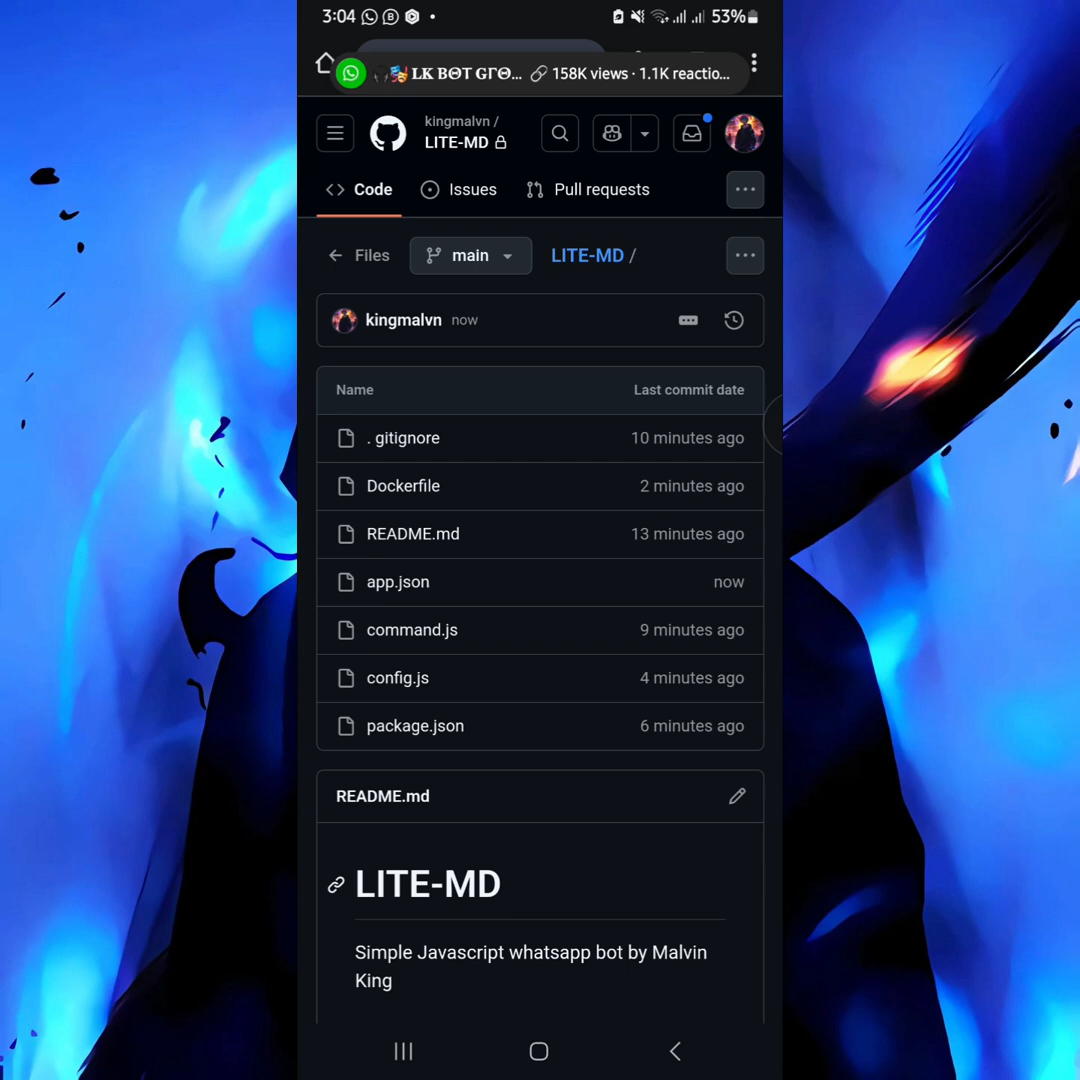 3:04 53%
LK BΘT GΓΘ... 158K views · 1.1K reactio...
kingmalvn /
LITE-MD
Code Issues Pull requests
Files main LITE-MD /
kingmalvn now
Name Last commit date
. gitignore 10 minutes ago
Dockerfile 2 minutes ago
README.md 13 minutes ago
app.json now
command.js 9 minutes ago
config.js 4 minutes ago
package.json 6 minutes ago
README.md
LITE-MD
Simple Javascript whatsapp bot by Malvin
King